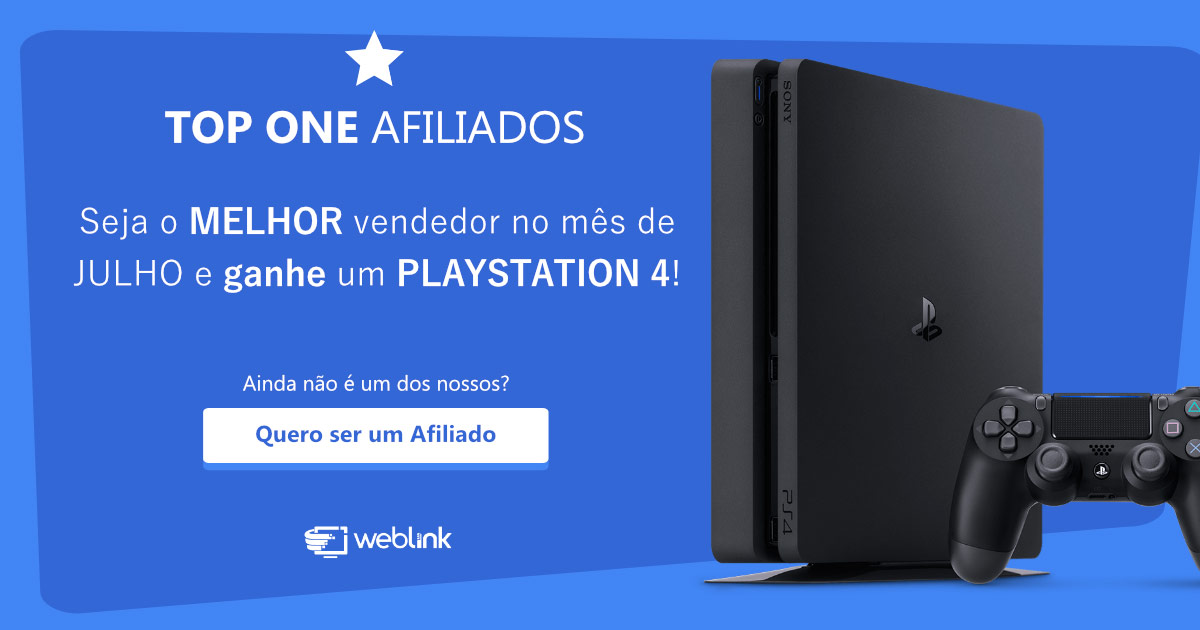 TOP ONE AFILIADOS
Seja o MELHOR vendedor no mês de
JULHO e ganhe um PLAYSTATION 4!
Ainda não é um dos nossos?
Quero ser um Afiliado
weblink
SONY
PS4